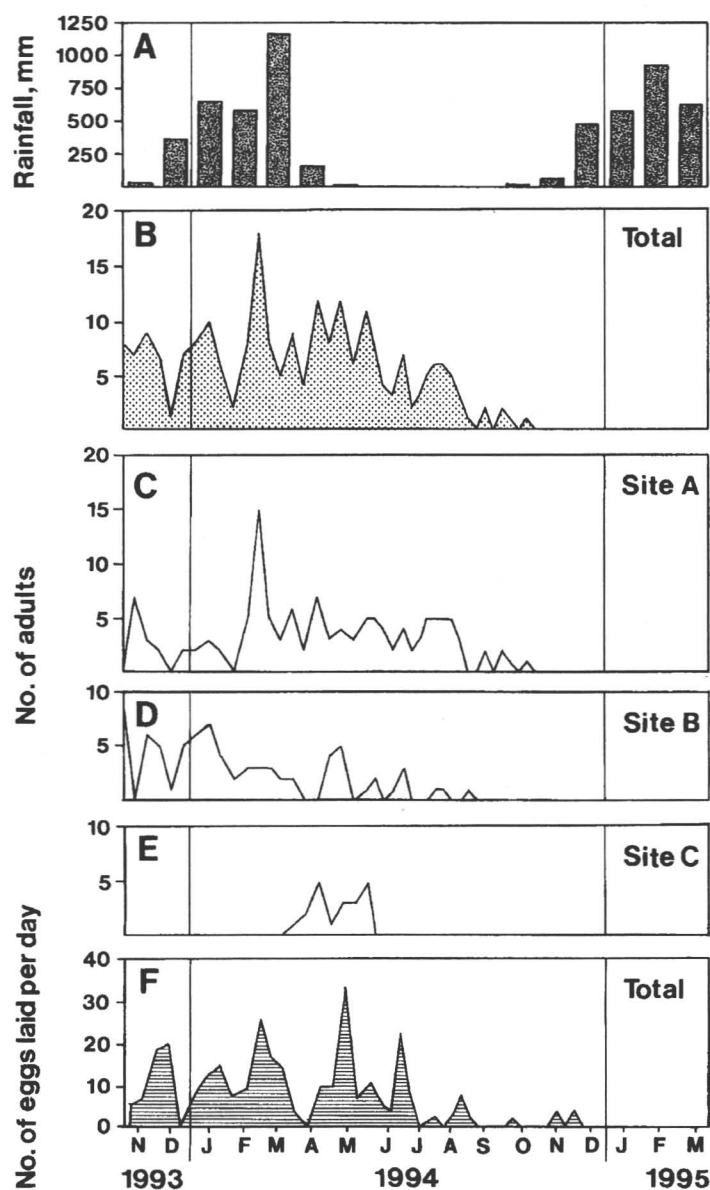 Rainfall, mm
1250
1000
750
500
250
A
20
15
10
5
B
Total
No. of adults
20
15
10
5
C
Site A
10
5
D
Site B
10
5
E
Site C
No. of eggs laid per day
40
30
20
10
0
F
Total
N D J F M A M J J A S O N D J F M
1993 1994 1995